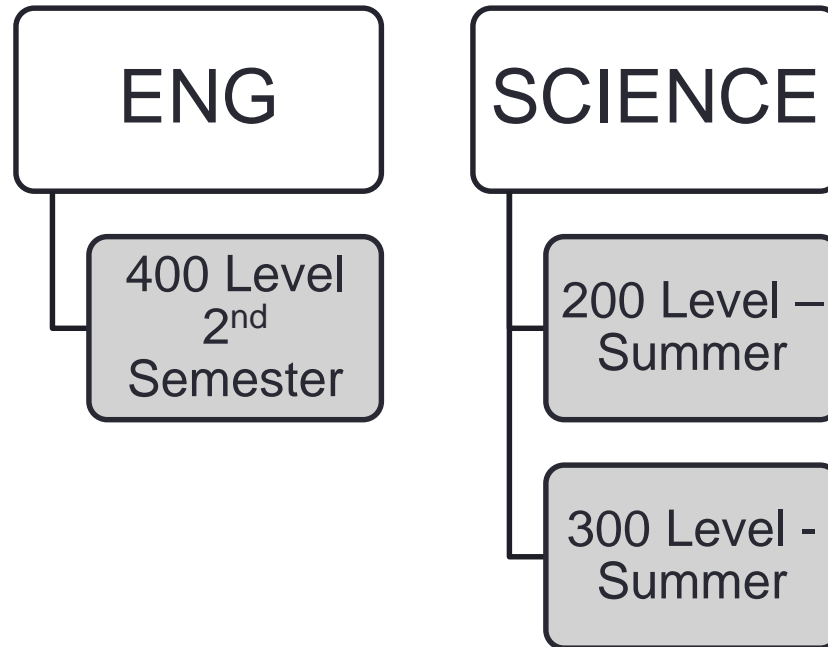 ENG
400 Level
2nd
Semester
SCIENCE
200 Level –
Summer
300 Level -
Summer